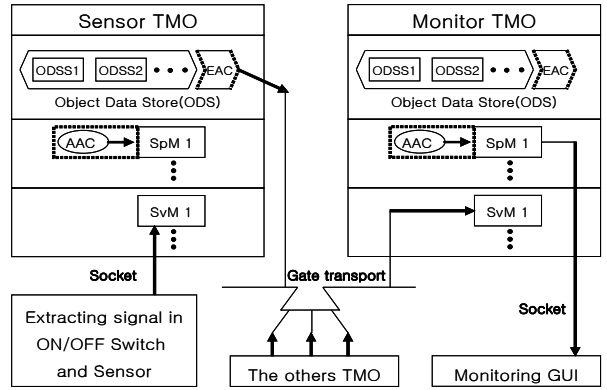 Sensor TMO
ODSS1 ODSS2 • • • EAC
Object Data Store(ODS)
AAC SpM 1
SvM 1
Socket
Extracting signal in
ON/OFF Switch
and Sensor
Gate transport
The others TMO
Monitor TMO
ODSS1 ODSS2 • • • EAC
Object Data Store(ODS)
AAC SpM 1
SvM 1
Socket
Monitoring GUI